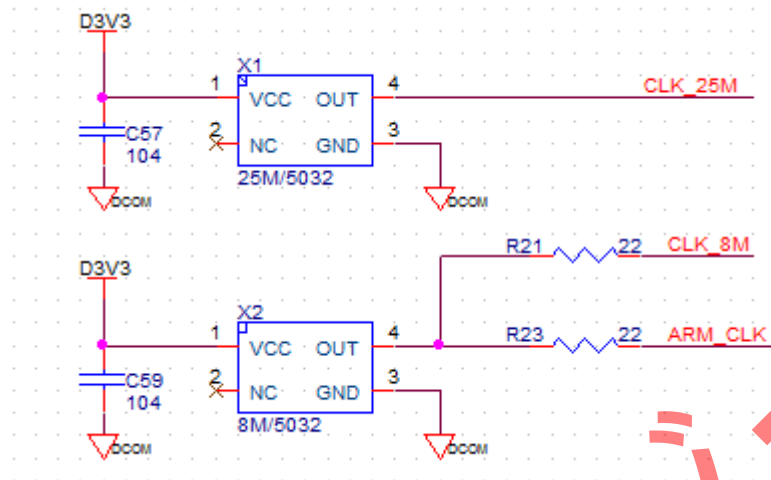 D3V3
X1
1
VCC
OUT
4
CLK_25M
C57
104
2
NC
GND
3
25M/5032
DCOM
DCOM
R21
22
CLK_8M
D3V3
X2
1
VCC
OUT
4
R23
22
ARM_CLK
C59
104
2
NC
GND
3
8M/5032
DCOM
DCOM